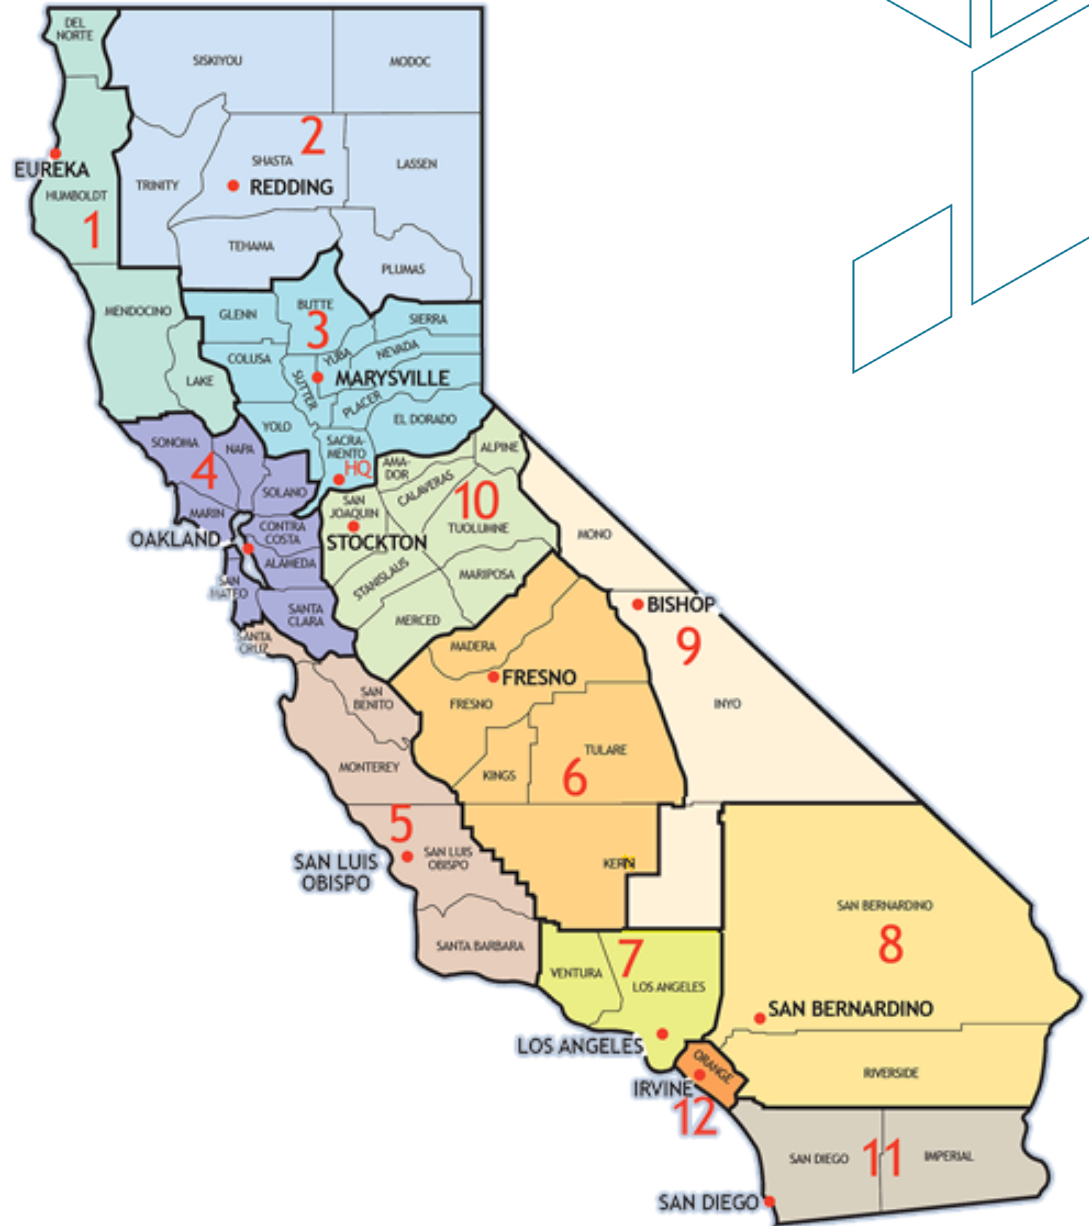 DEL
NORTE
SISKIYOU
MODOC
2
SHASTA
LASSEN
EUREKA
TRINITY
REDDING
HUMBOLDT
1
TEHAMA
PLUMAS
MENDOCINO
GLENN
BUTTE
SIERRA
3
COLUSA
YUBA
NEVADA
LAKE
SUTTER
MARYSVILLE
PLACER
YOLO
EL DORADO
SONOMA
NAPA
SACRA-
MENTO
ALPINE
4
HQ
AMA-
DOR
CALAVERAS
SOLANO
SAN
JOAQUIN
10
MARIN
CONTRA
COSTA
TUOLUMNE
OAKLAND
STOCKTON
MONO
ALAMEDA
STANISLAUS
MARIPOSA
SAN
MATEO
SANTA
CLARA
MERCED
BISHOP
SANTA
CRUZ
MADERA
9
FRESNO
SAN
BENITO
FRESNO
INYO
TULARE
MONTEREY
KINGS
6
5
SAN LUIS
OBISPO
SAN LUIS
OBISPO
KERN
SAN BERNARDINO
SANTA BARBARA
7
8
VENTURA
LOS ANGELES
SAN BERNARDINO
LOS ANGELES
ORANGE
RIVERSIDE
IRVINE
12
SAN DIEGO
11
IMPERIAL
SAN DIEGO